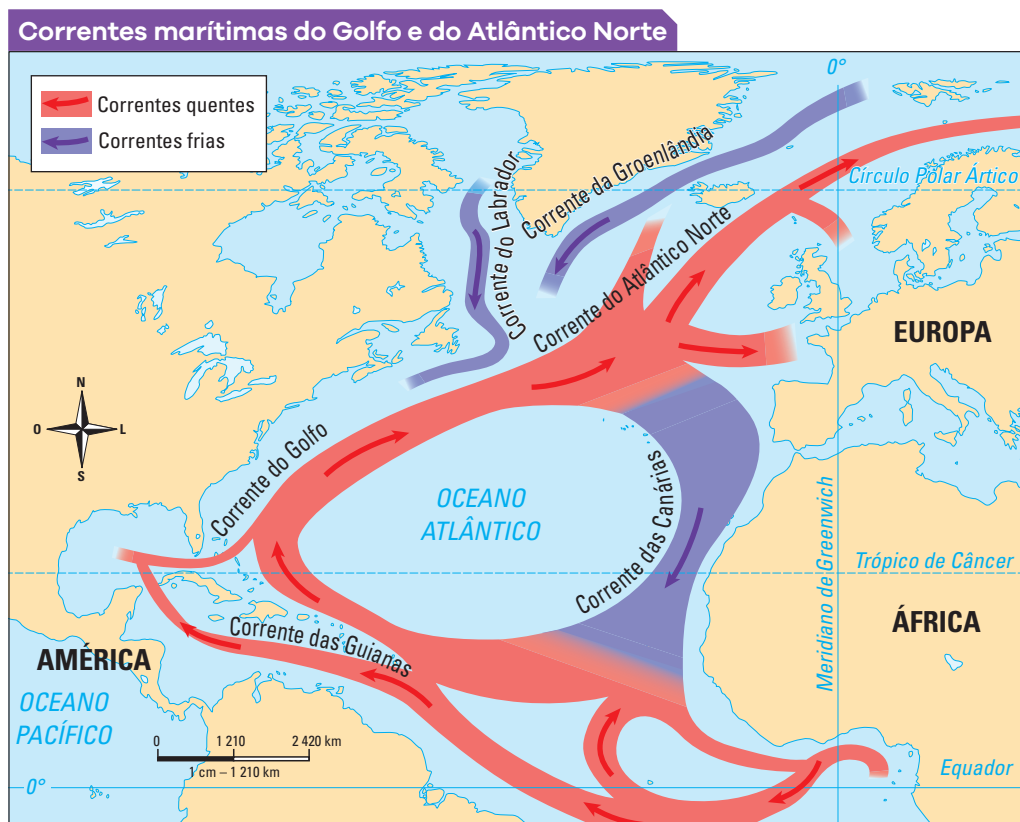 Correntes marítimas do Golfo e do Atlântico Norte
Correntes quentes
Correntes frias
0°
Círculo Polar Ártico
Corrente da Groenlândia
Corrente do Labrador
Corrente do Atlântico Norte
EUROPA
N
O
L
S
Corrente do Golfo
OCEANO
ATLÂNTICO
Corrente das Canárias
Meridiano de Greenwich
Trópico de Câncer
ÁFRICA
Corrente das Guianas
AMÉRICA
OCEANO
PACÍFICO
0 1 210 2 420 km
1 cm – 1 210 km
Equador
0°